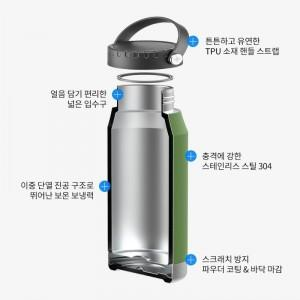 튼튼하고 유연한
TPU 소재 핸들 스트랩
얼음 담기 편리한
넓은 입수구
충격에 강한
스테인리스 스틸 304
이중 단열 진공 구조로
뛰어난 보온 보냉력
스크래치 방지
파우더 코팅 & 바닥 마감